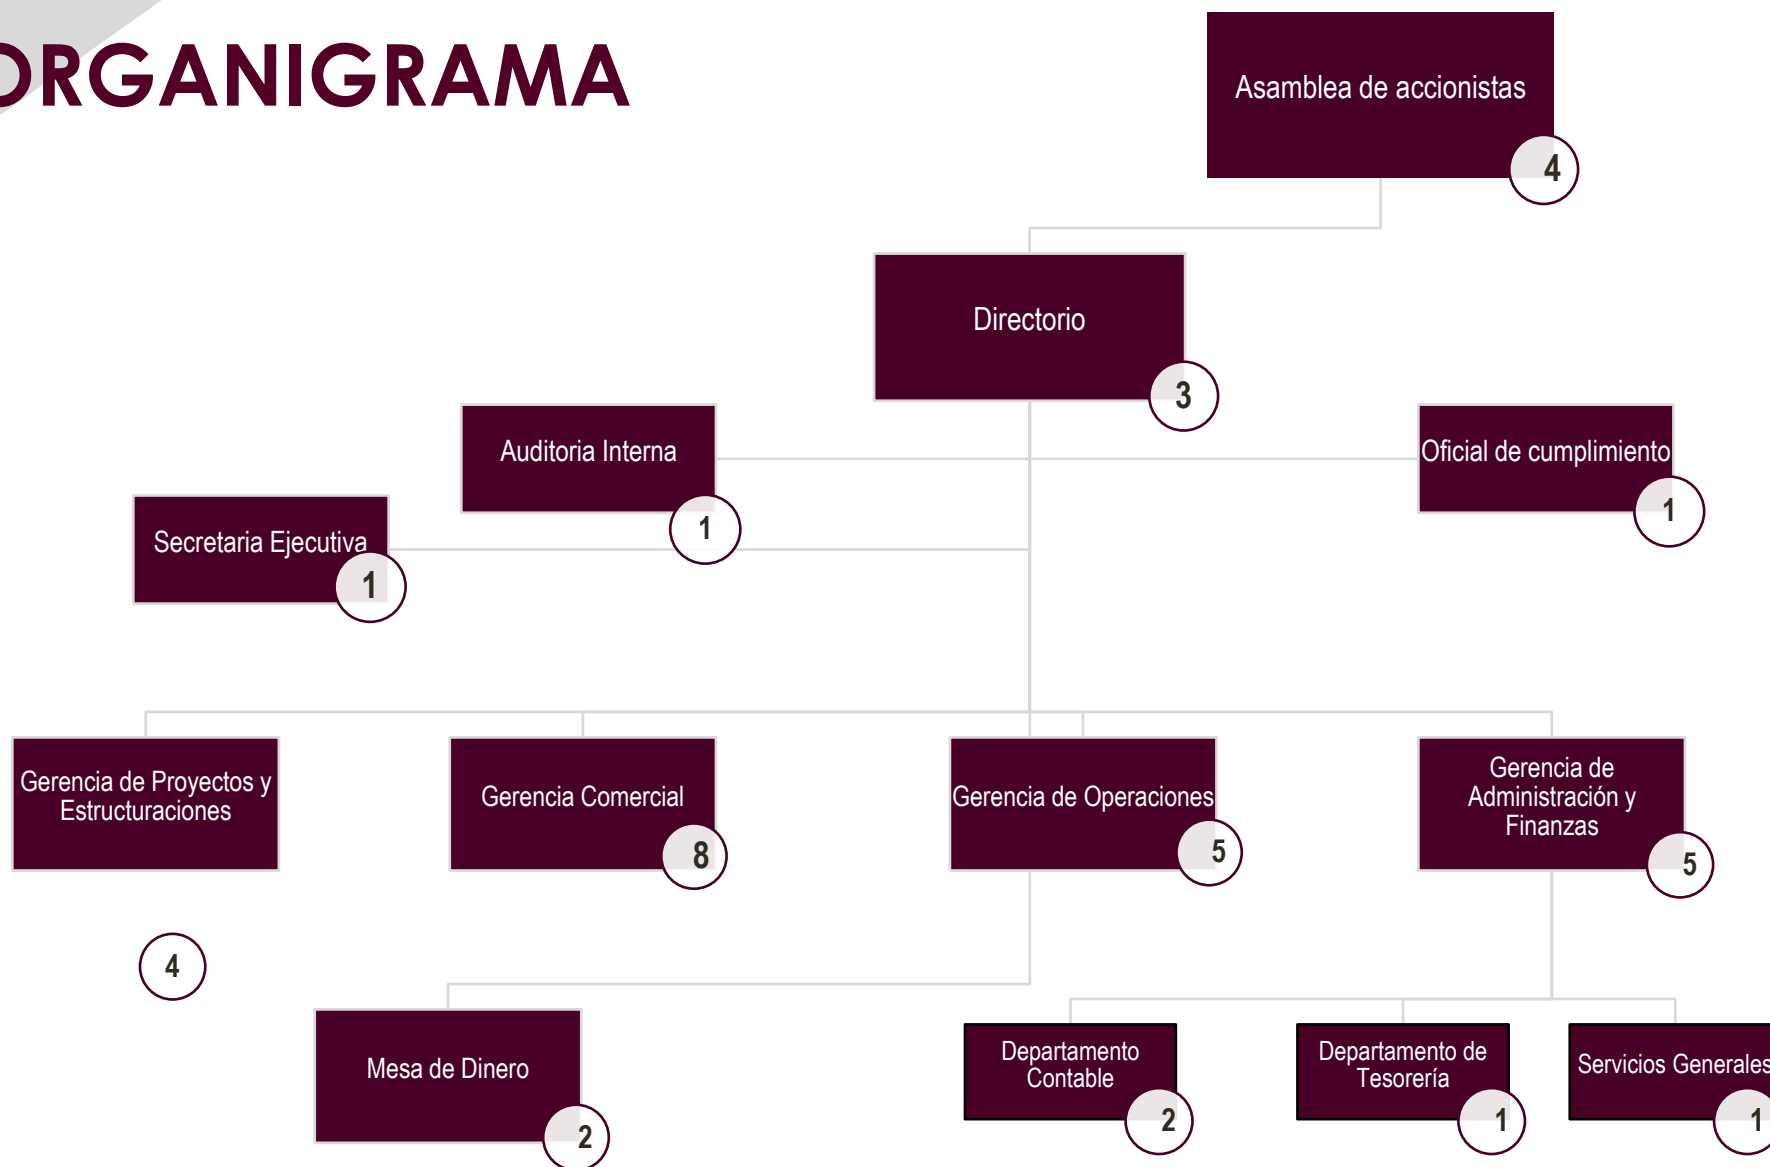 ORGANIGRAMA
Asamblea de accionistas
4
Directorio
3
Auditoria Interna
1
Oficial de cumplimiento
1
Secretaria Ejecutiva
1
Gerencia de Proyectos y
Estructuraciones
4
Gerencia Comercial
8
Gerencia de Operaciones
5
Gerencia de
Administración y
Finanzas
5
Mesa de Dinero
2
Departamento
Contable
2
Departamento de
Tesorería
1
Servicios Generales
1